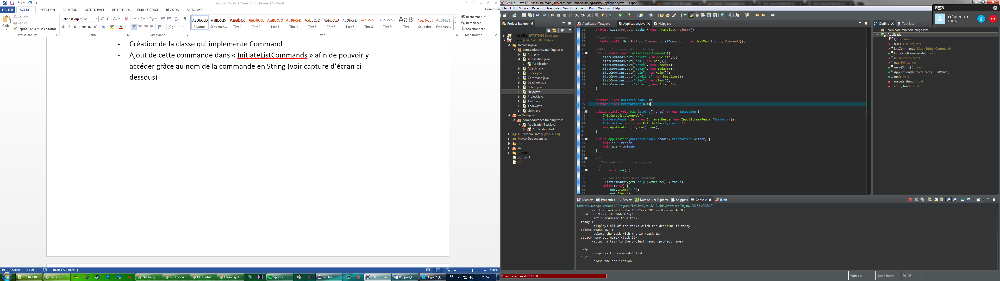 Rapport_CPOA_ LClement_RGuillaume_1A - Word
FICHIER ACCUEIL INSERTION CRÉATION MISE EN PAGE RÉFÉRENCES PUBLIPOSTAGE RÉVISION AFFICHAGE Connexion
Coller
Couper
Copier
Reproduire la mise en forme
Presse-papiers
Calibri (Corp 12
G I S abc
Police
Paragraphe
AaBbCcD AaBbCcDc AaBbCc AaBbCcD AaBbCcD AaBbCcD AaBbCcD AaBbCcD AaBbCcD AaBbCcDdI AaBbCcDdI AaB AaBbCcL AaBbCcD
¶ Normal Sans interl... Titre 1 Titre 2 Titre 3 Titre 4 Titre 5 Titre 6 Titre 7 Titre 8 Titre 9 Titre Sous-titre Emphase...
Style
Rechercher
Remplacer
Sélectionner
Modification
- Création de la classe qui implémente Command
- Ajout de cette commande dans « InitiateListCommands » afin de pouvoir y
accéder grâce au nom de la commande en String (voir capture d'écran ci-
dessous)
PAGE 6 SUR 8 333 MOTS FRANÇAIS (FRANCE) 190 %
GitHub - Java EE - tasks/src/main/java/com/codurance/training/tasks/Application.java - Eclipse
File Edit Source Refactor Navigate Search Project Run Window Help
skype
CLÉMENT LO...
1:36:42
Project Explorer
> IHearISay [PTUT2016 Developer]
> tasks [CPOA-PROJECT devs]
src/main/java
com.codurance.training.tasks
Add.java
Application.java
Application
Attach.java
Check.java
Command.java
Deadline.java
Delete.java
Help.java
Project.java
Task.java
Today.java
view.java
src/test/java
com.codurance.training.tasks
ApplicationTest.java
ApplicationTest
JRE System Library [JavaSE-1.8]
Maven Dependencies
doc
src
> target
pom.xml
run
ApplicationTest.java Application.java Help.java
20 private List<Project> tasks = new ArrayList<Project>();
21
22 //List of commands
23 private static Map<String, Command> ListCommands = new HashMap<String, Command>();
24
25 //Add of the commands in the Map
26 public static void InitiateListCommands() {
27 ListCommands.put("delete", new Delete());
28 ListCommands.put("add", new Add());
29 ListCommands.put("check", new Check());
30 ListCommands.put("today", new Today());
31 ListCommands.put("help", new Help());
32 ListCommands.put("deadline", new Deadline());
33 ListCommands.put("view", new view());
34 ListCommands.put("attach", new Attach());
35 }
36
37
38 private final BufferedReader in;
39 private final PrintWriter out;
40
41 public static void main(String[] args) throws Exception {
42 InitiateListCommands();
43 BufferedReader in = new BufferedReader(new InputStreamReader(System.in));
44 PrintWriter out = new PrintWriter(System.out);
45 new Application(in, out).run();
46 }
47
48 public Application(BufferedReader reader, PrintWriter writer) {
49 this.in = reader;
50 this.out = writer;
51 }
52
53 /**
54 * This method runs the program
55 */
56 public void run() {
57
58 //Show the available commands
59 ListCommands.get("help").execute("", tasks);
60 while (true) {
61 out.print("> ");
62 out.flush();
Outline Task List
com.codurance.training.tasks
Application
QUIT : String
tasks : List<Project>
ListCommands : Map<String, Command>
InitiateListCommands() : void
in : BufferedReader
out : PrintWriter
main(String[]) : void
Application(BufferedReader, PrintWriter)
run() : void
execute(String) : void
error(String) : void
Markers Properties Servers Data Source Explorer Snippets Console JUnit
TaskList [Java Application] C:\Program Files\Java\jre1.8.0_91\bin\javaw.exe (20 janv. 2017 à 20:33:12)
set the task with the ID <Task ID> as Done or To Do
deadline <task ID> <dd/MM/yy> :
-set a deadline to a task
today :
-displays all of the tasks which the deadline is today
delete <task ID> :
-delete the task with the ID <task ID>
attach <project name> <task ID> :
-attach a task to the project named <project name>
help :
-displays the commands' list
quit :
-close the application
>
1 test cases ran at 20:41:00 Writable Smart Insert 39 : 35
CPOA-PRO... Sans titre - ... 240 Gang - ... outil open-... DUT-Info/... Classe synt... Ae Spotify GitHub GitHub - Ja... Rapport_C... Skype™ [1]... FR 20:52